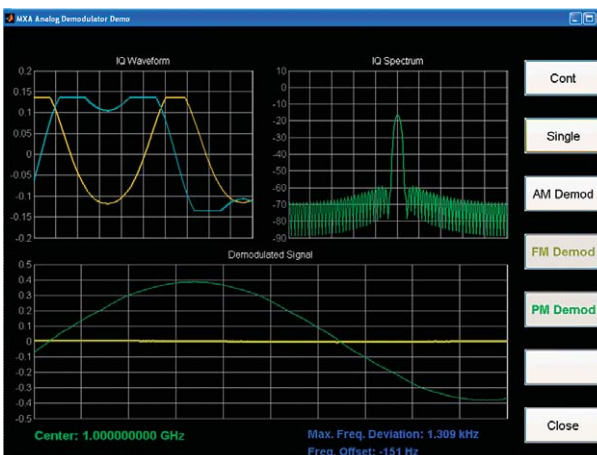 MXA Analog Demodulator Demo
IQ Waveform
0.2
0.15
0.1
0.05
0
-0.05
-0.1
-0.15
-0.2
IQ Spectrum
10
0
-10
-20
-30
-40
-50
-60
-70
-80
-90
Demodulated Signal
0.5
0.4
0.3
0.2
0.1
0
-0.1
-0.2
-0.3
-0.4
-0.5
Center: 1.000000000 GHz
Max. Freq. Deviation: 1.309 kHz
Freq. Offset: -151 Hz
Cont
Single
AM Demod
FM Demod
PM Demod
Close